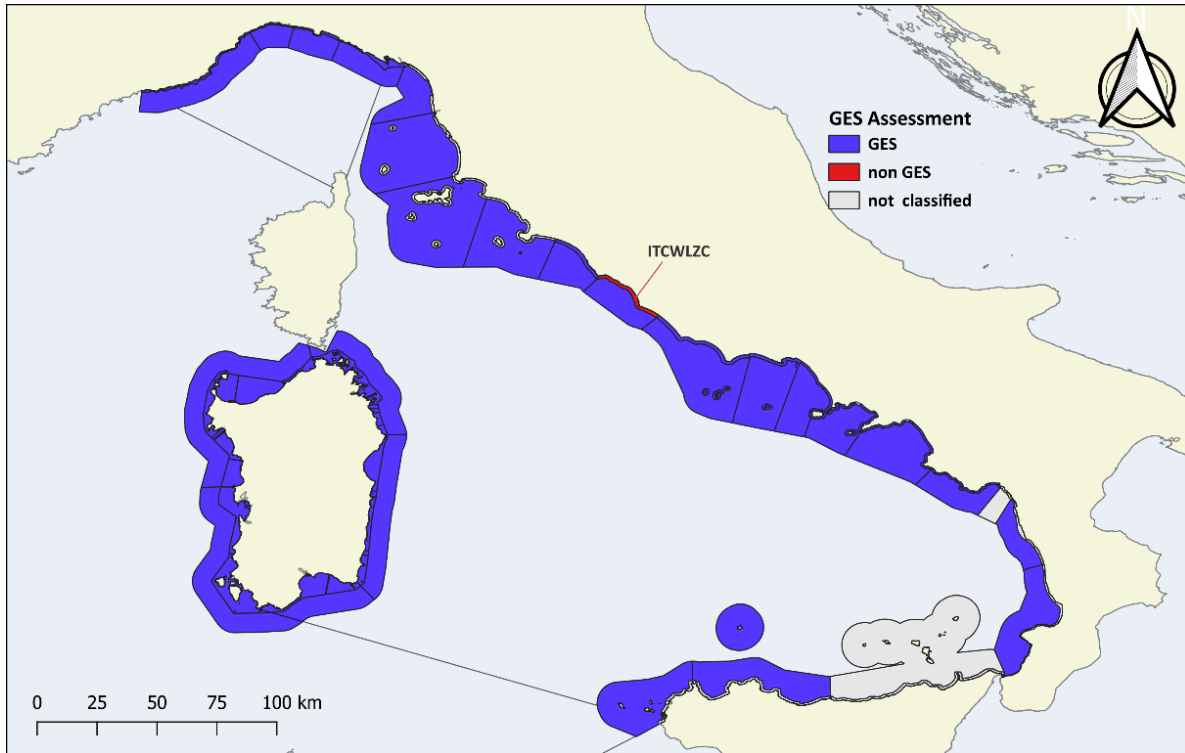 N
GES Assessment
GES
non GES
not classified
ITCWLZC
0 25 50 75 100 km